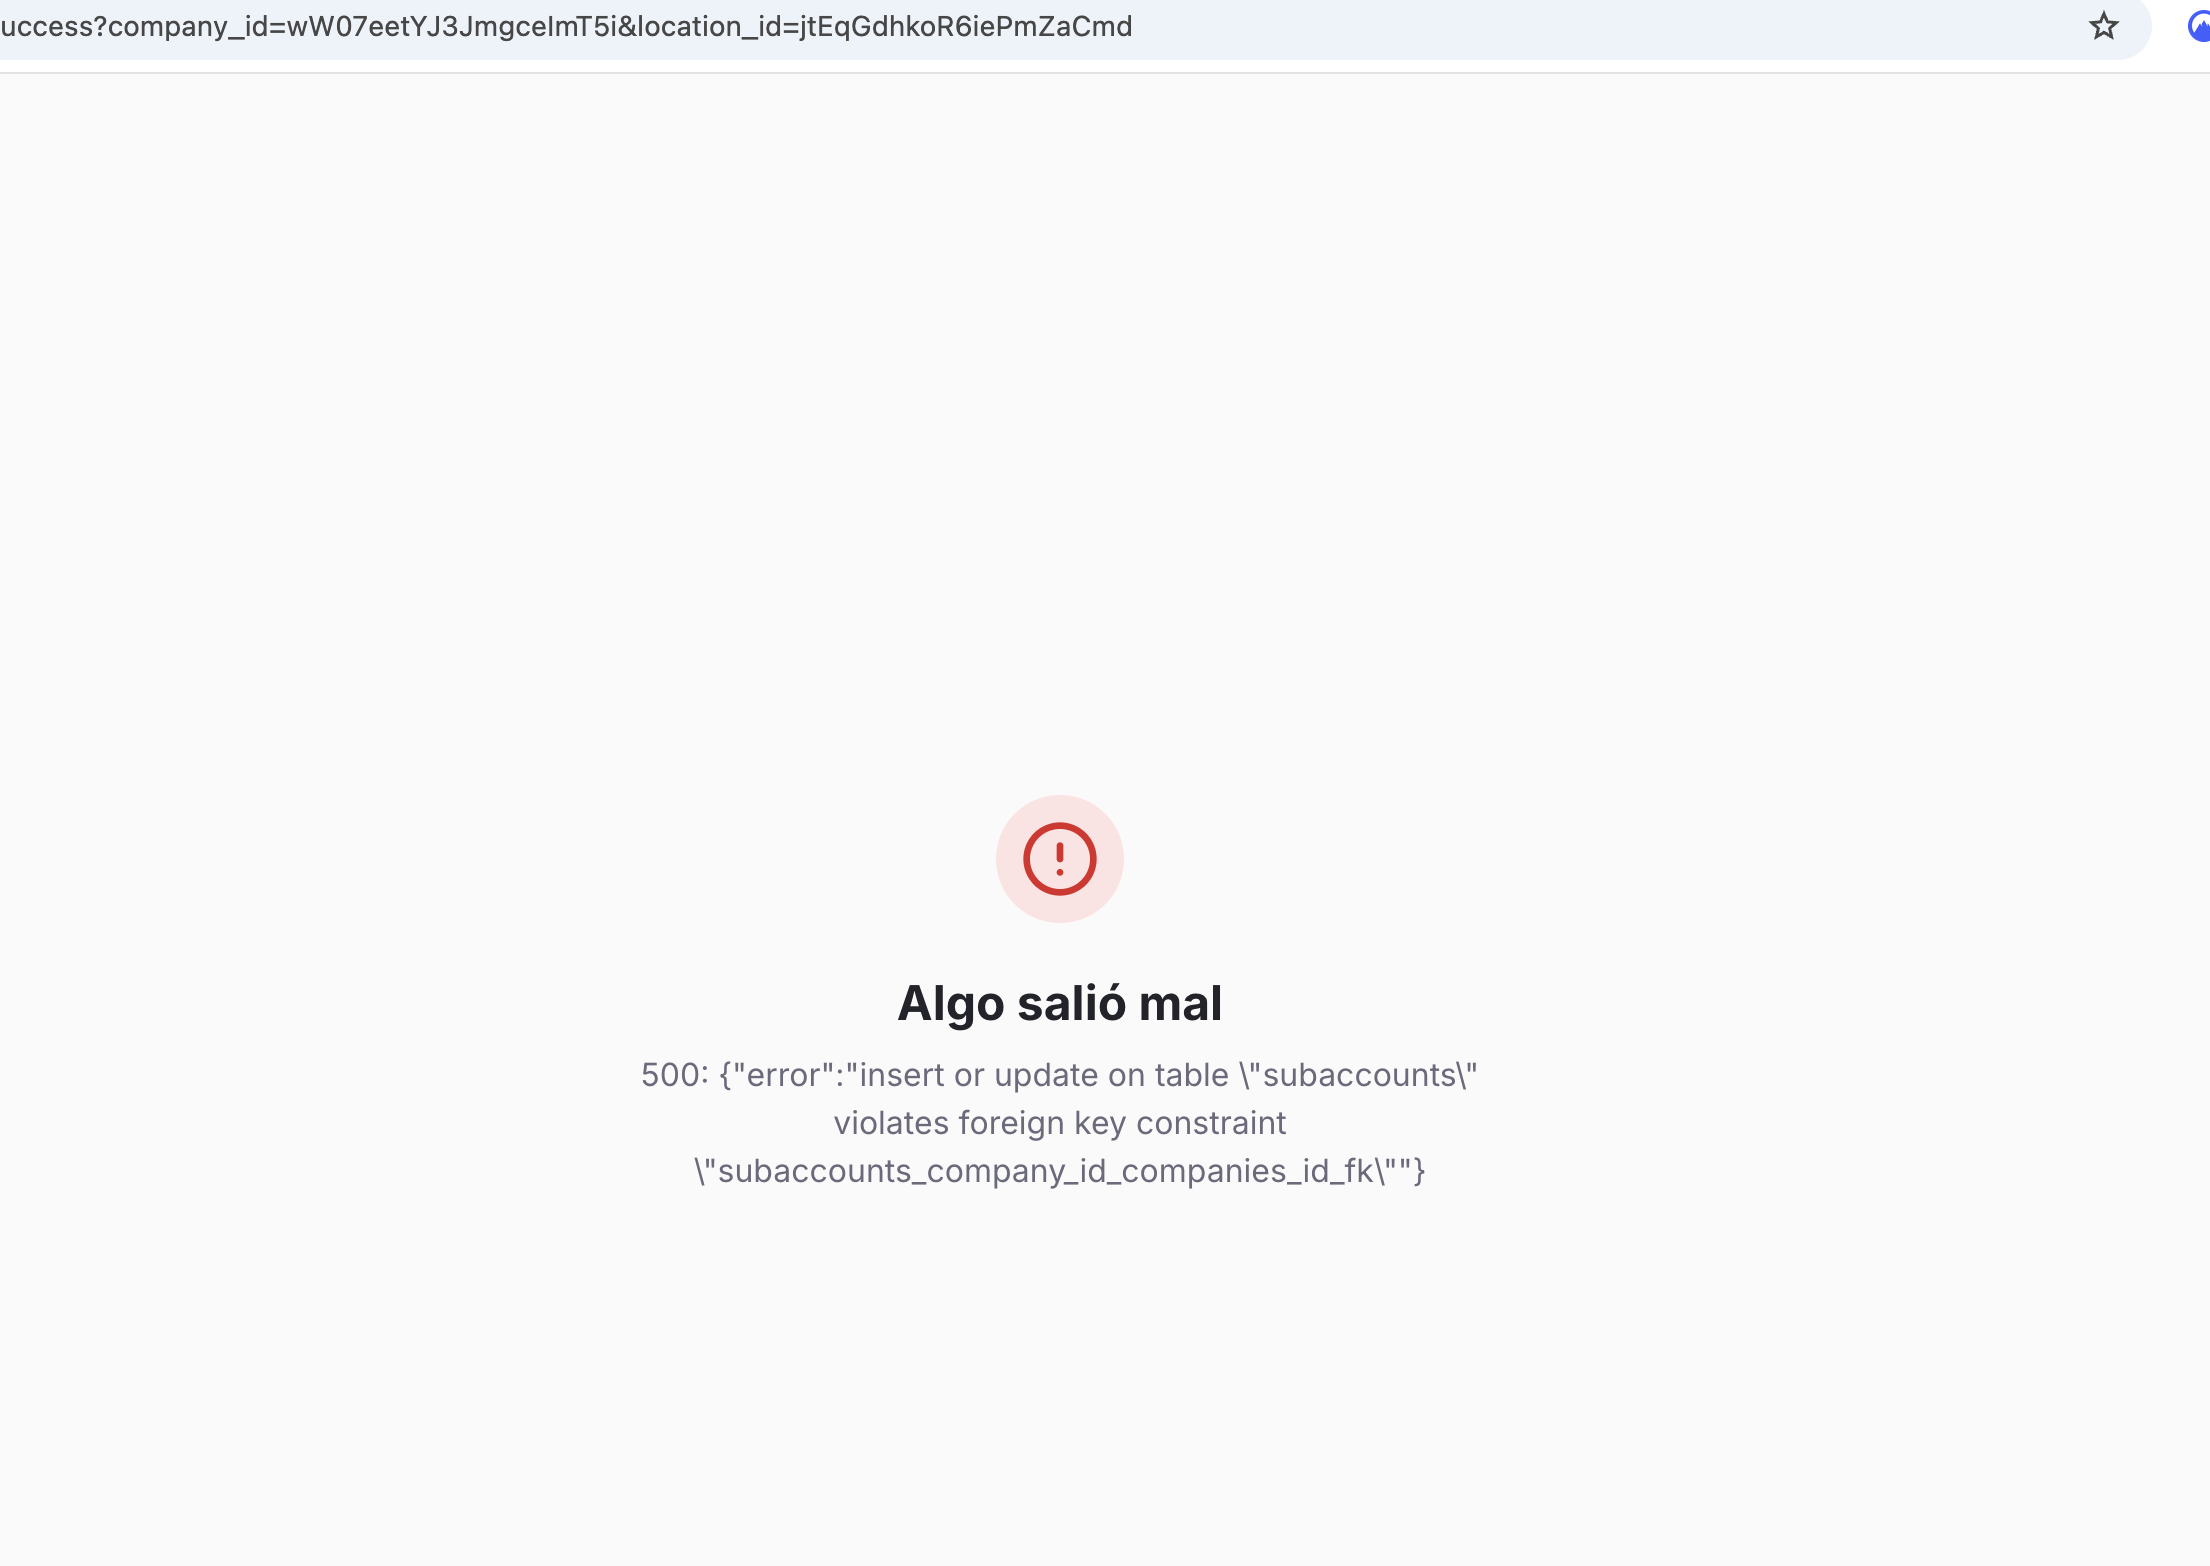 uccess?company_id=wW07eetYJ3JmgceImT5i&location_id=jtEqGdhkoR6iePmZaCmd
Algo salió mal
500: {"error":"insert or update on table \"subaccounts\"
violates foreign key constraint
\"subaccounts_company_id_companies_id_fk\""}